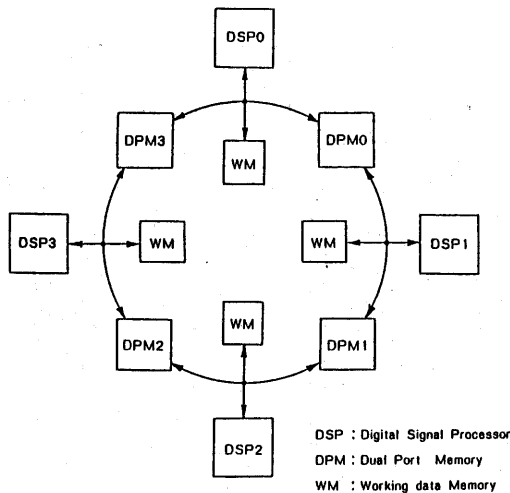 DSP0
DPM3
DPM0
WM
DSP3
WM
WM
DSP1
WM
DPM2
DPM1
DSP2
DSP : Digital Signal Processor
DPM : Dual Port Memory
WM : Working data Memory